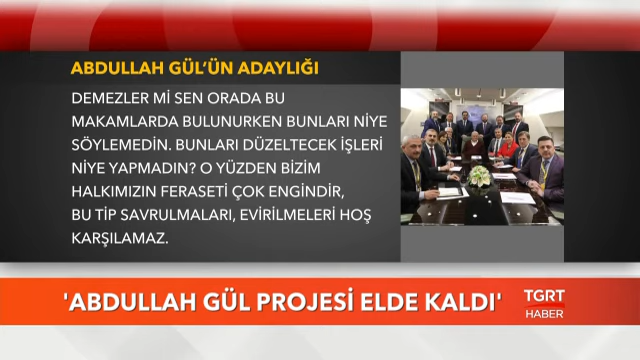 ABDULLAH GÜL'ÜN ADAYLIĞI
DEMEZLER Mİ SEN ORADA BU
MAKAMLARDA BULUNURKEN BUNLARI NİYE
SÖYLEMEDİN. BUNLARI DÜZELTECEK İŞLERİ
NİYE YAPMADIN? O YÜZDEN BİZİM
HALKIMIZIN FERASETİ ÇOK ENGİNDİR,
BU TİP SAVRULMALARI, EVİRİLMELERİ HOŞ
KARŞILAMAZ.
'ABDULLAH GÜL PROJESİ ELDE KALDI'
TGRT
HABER